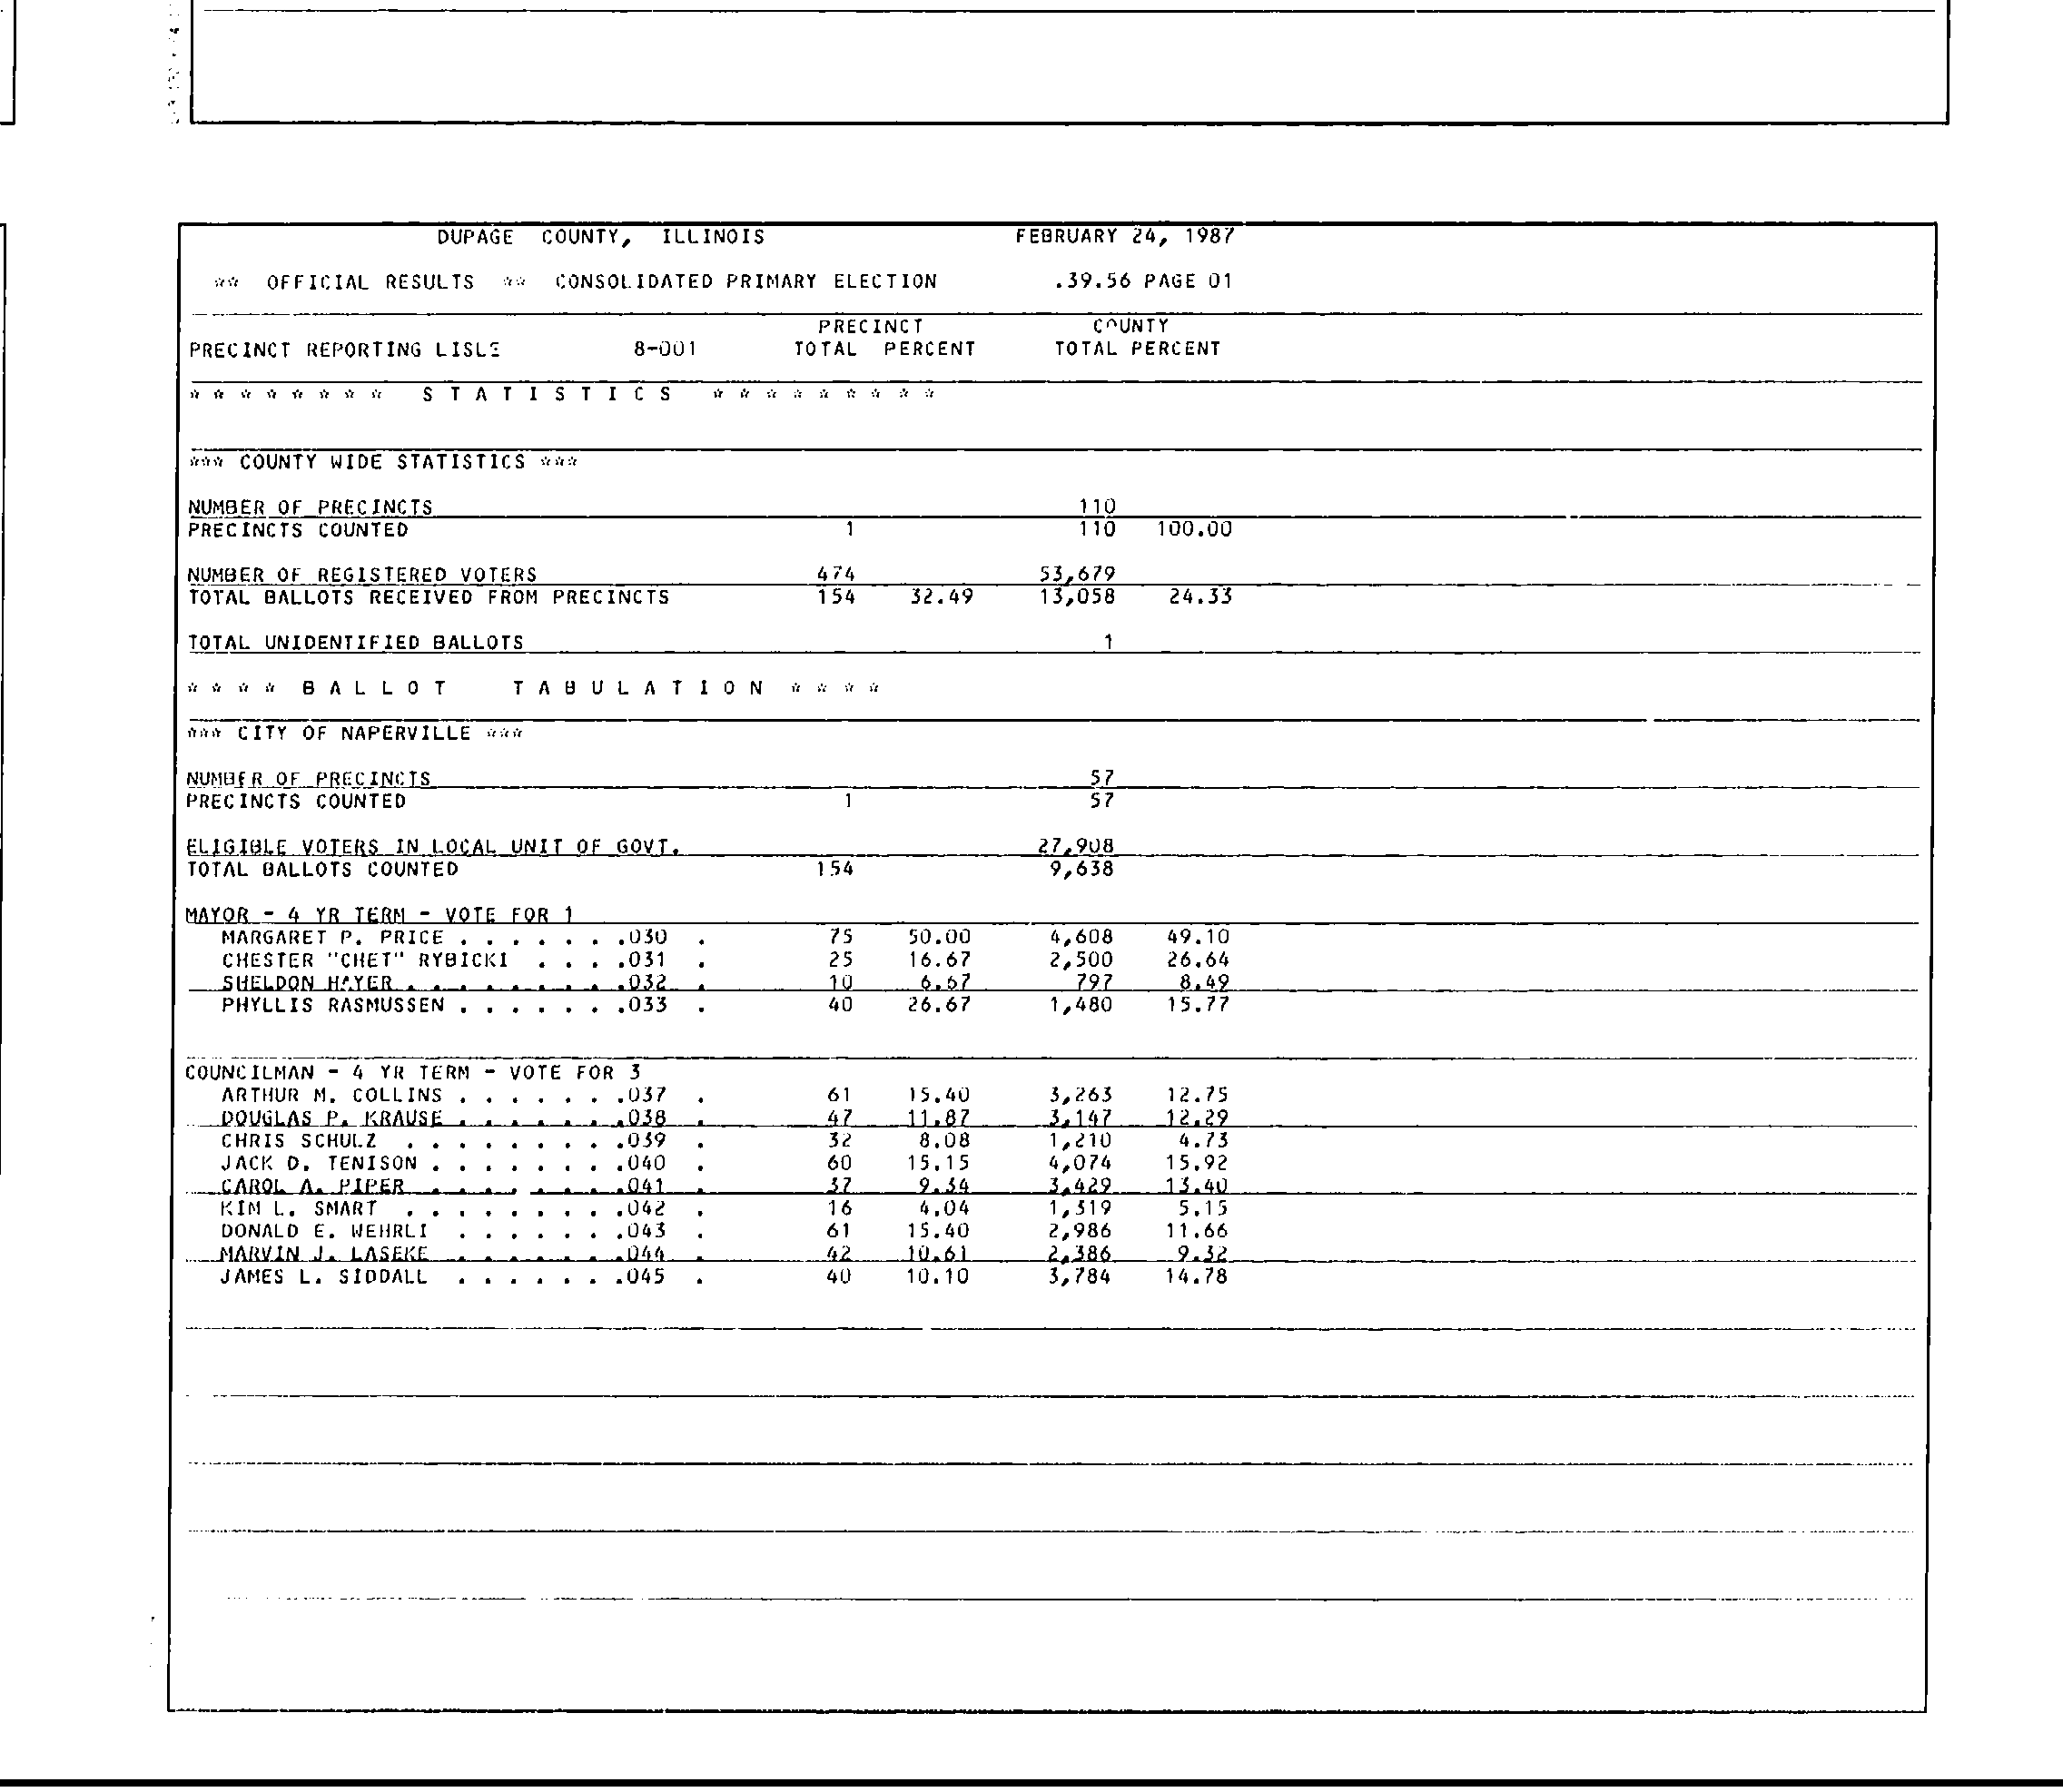 DUPAGE COUNTY, ILLINOIS FEBRUARY 24, 1987
** OFFICIAL RESULTS ** CONSOLIDATED PRIMARY ELECTION .39.56 PAGE 01
PRECINCT COUNTY
PRECINCT REPORTING LISLE 8-001 TOTAL PERCENT TOTAL PERCENT
* * * * * * * * S T A T I S T I C S * * * * * * * * *
*** COUNTY WIDE STATISTICS ***
NUMBER OF PRECINCTS 110
PRECINCTS COUNTED 1 110 100.00
NUMBER OF REGISTERED VOTERS 474 53,679
TOTAL BALLOTS RECEIVED FROM PRECINCTS 154 32.49 13,058 24.33
TOTAL UNIDENTIFIED BALLOTS 1
* * * * B A L L O T T A B U L A T I O N * * * *
*** CITY OF NAPERVILLE ***
NUMBER OF PRECINCTS 57
PRECINCTS COUNTED 1 57
ELIGIBLE VOTERS IN LOCAL UNIT OF GOVT. 27,908
TOTAL BALLOTS COUNTED 154 9,638
MAYOR - 4 YR TERM - VOTE FOR 1
MARGARET P. PRICE . . . . . . .030 . 75 50.00 4,608 49.10
CHESTER "CHET" RYBICKI . . . .031 . 25 16.67 2,500 26.64
SHELDON HAYER . . . . . . . . .032 . 10 6.67 797 8.49
PHYLLIS RASMUSSEN . . . . . . .033 . 40 26.67 1,480 15.77
COUNCILMAN - 4 YR TERM - VOTE FOR 3
ARTHUR M. COLLINS . . . . . . .037 . 61 15.40 3,263 12.75
DOUGLAS P. KRAUSE . . . . . . .038 . 47 11.87 3,147 12.29
CHRIS SCHULZ . . . . . . . . .039 . 32 8.08 1,210 4.73
JACK D. TENISON . . . . . . . .040 . 60 15.15 4,074 15.92
CAROL A. PIPER . . . . . . . .041 . 37 9.34 3,429 13.40
KIM L. SMART . . . . . . . . .042 . 16 4.04 1,319 5.15
DONALD E. WEHRLI . . . . . . .043 . 61 15.40 2,986 11.66
MARVIN J. LASEKE . . . . . . .044 . 42 10.61 2,386 9.32
JAMES L. SIDDALL . . . . . . .045 . 40 10.10 3,784 14.78